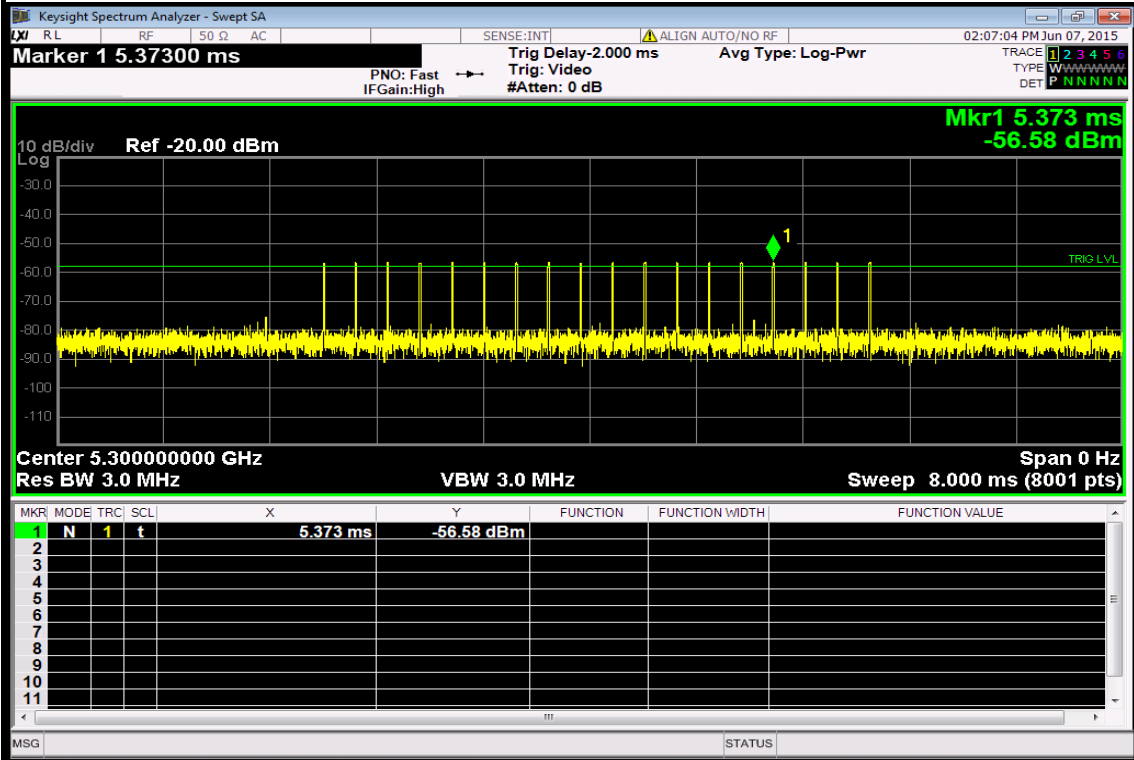 Keysight Spectrum Analyzer - Swept SA
LXI RL RF 50 Ω AC SENSE:INT ALIGN AUTO/NO RF 02:07:04 PM Jun 07, 2015
Marker 1 5.37300 ms
PNO: Fast
IFGain:High
Trig Delay-2.000 ms
Trig: Video
#Atten: 0 dB
Avg Type: Log-Pwr
TRACE 1 2 3 4 5 6
TYPE WWWWWW
DET P N N N N N
Mkr1 5.373 ms
-56.58 dBm
10 dB/div Ref -20.00 dBm
Log
-30.0
-40.0
-50.0
1
TRIG LVL
-60.0
-70.0
-80.0
-90.0
-100
-110
Center 5.300000000 GHz Span 0 Hz
Res BW 3.0 MHz VBW 3.0 MHz Sweep 8.000 ms (8001 pts)
MKR MODE TRC SCL X Y FUNCTION FUNCTION WIDTH FUNCTION VALUE
1 N 1 t 5.373 ms -56.58 dBm
2
3
4
5
6
7
8
9
10
11
MSG STATUS